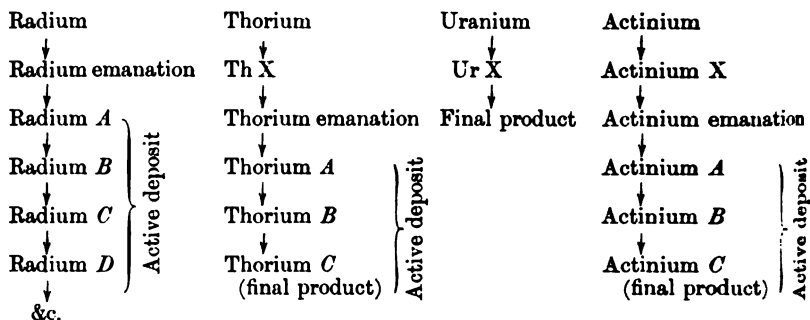 Radium Thorium Uranium Actinium
Radium emanation Th X Ur X Actinium X
Radium A Thorium emanation Final product Actinium emanation
Radium B Thorium A Actinium A
Radium C Thorium B Actinium B
Radium D Thorium C Actinium C
(final product) (final product)
&c.
Active deposit
Active deposit
Active deposit